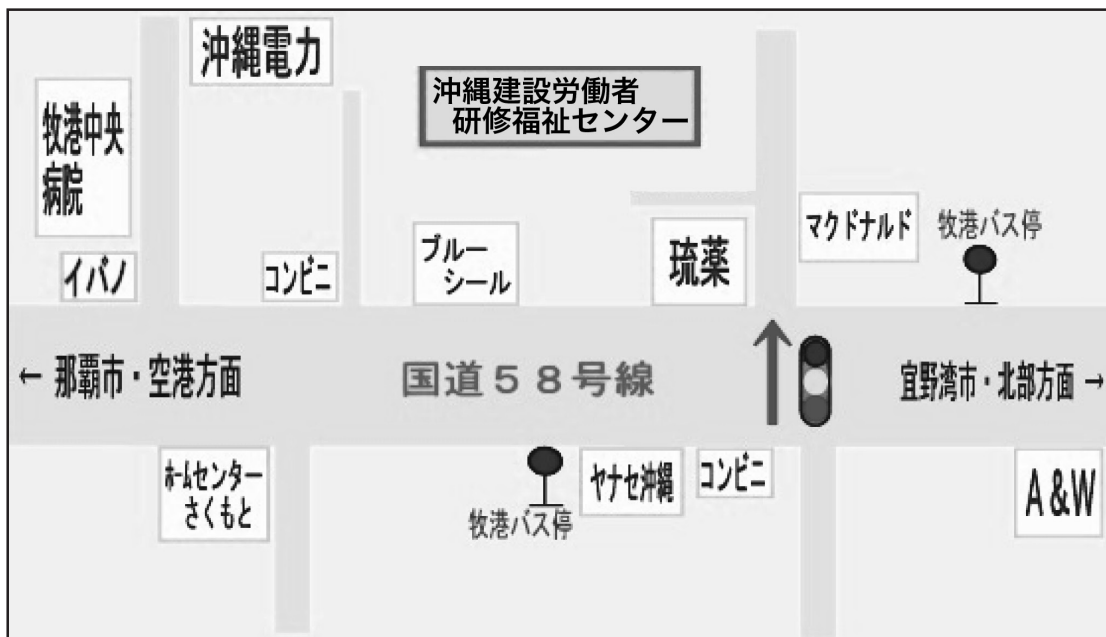 沖縄電力
沖縄建設労働者
研修福祉センター
牧港中央
病院
イバノ
コンビニ
ブルー
シール
琉薬
マクドナルド
牧港バス停
← 那覇市・空港方面
国道５８号線
宜野湾市・北部方面 →
ホームセンター
さくもと
牧港バス停
ヤナセ沖縄
コンビニ
A&W